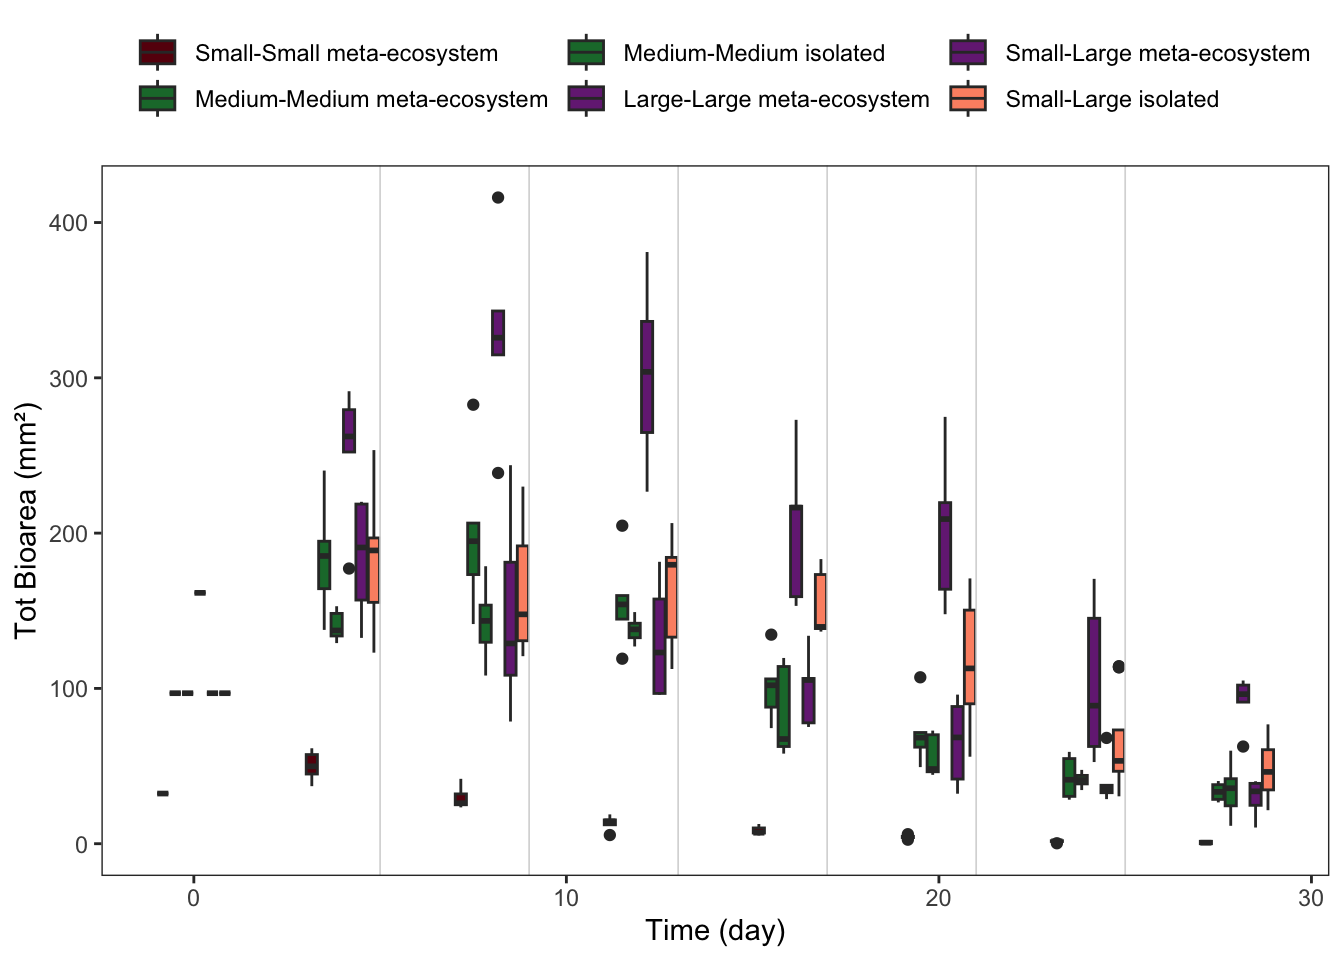 Small-Small meta-ecosystem Medium-Medium isolated Small-Large meta-ecosystem
Medium-Medium meta-ecosystem Large-Large meta-ecosystem Small-Large isolated
400
300
200
100
0
Tot Bioarea (mm²)
0 10 20 30
Time (day)